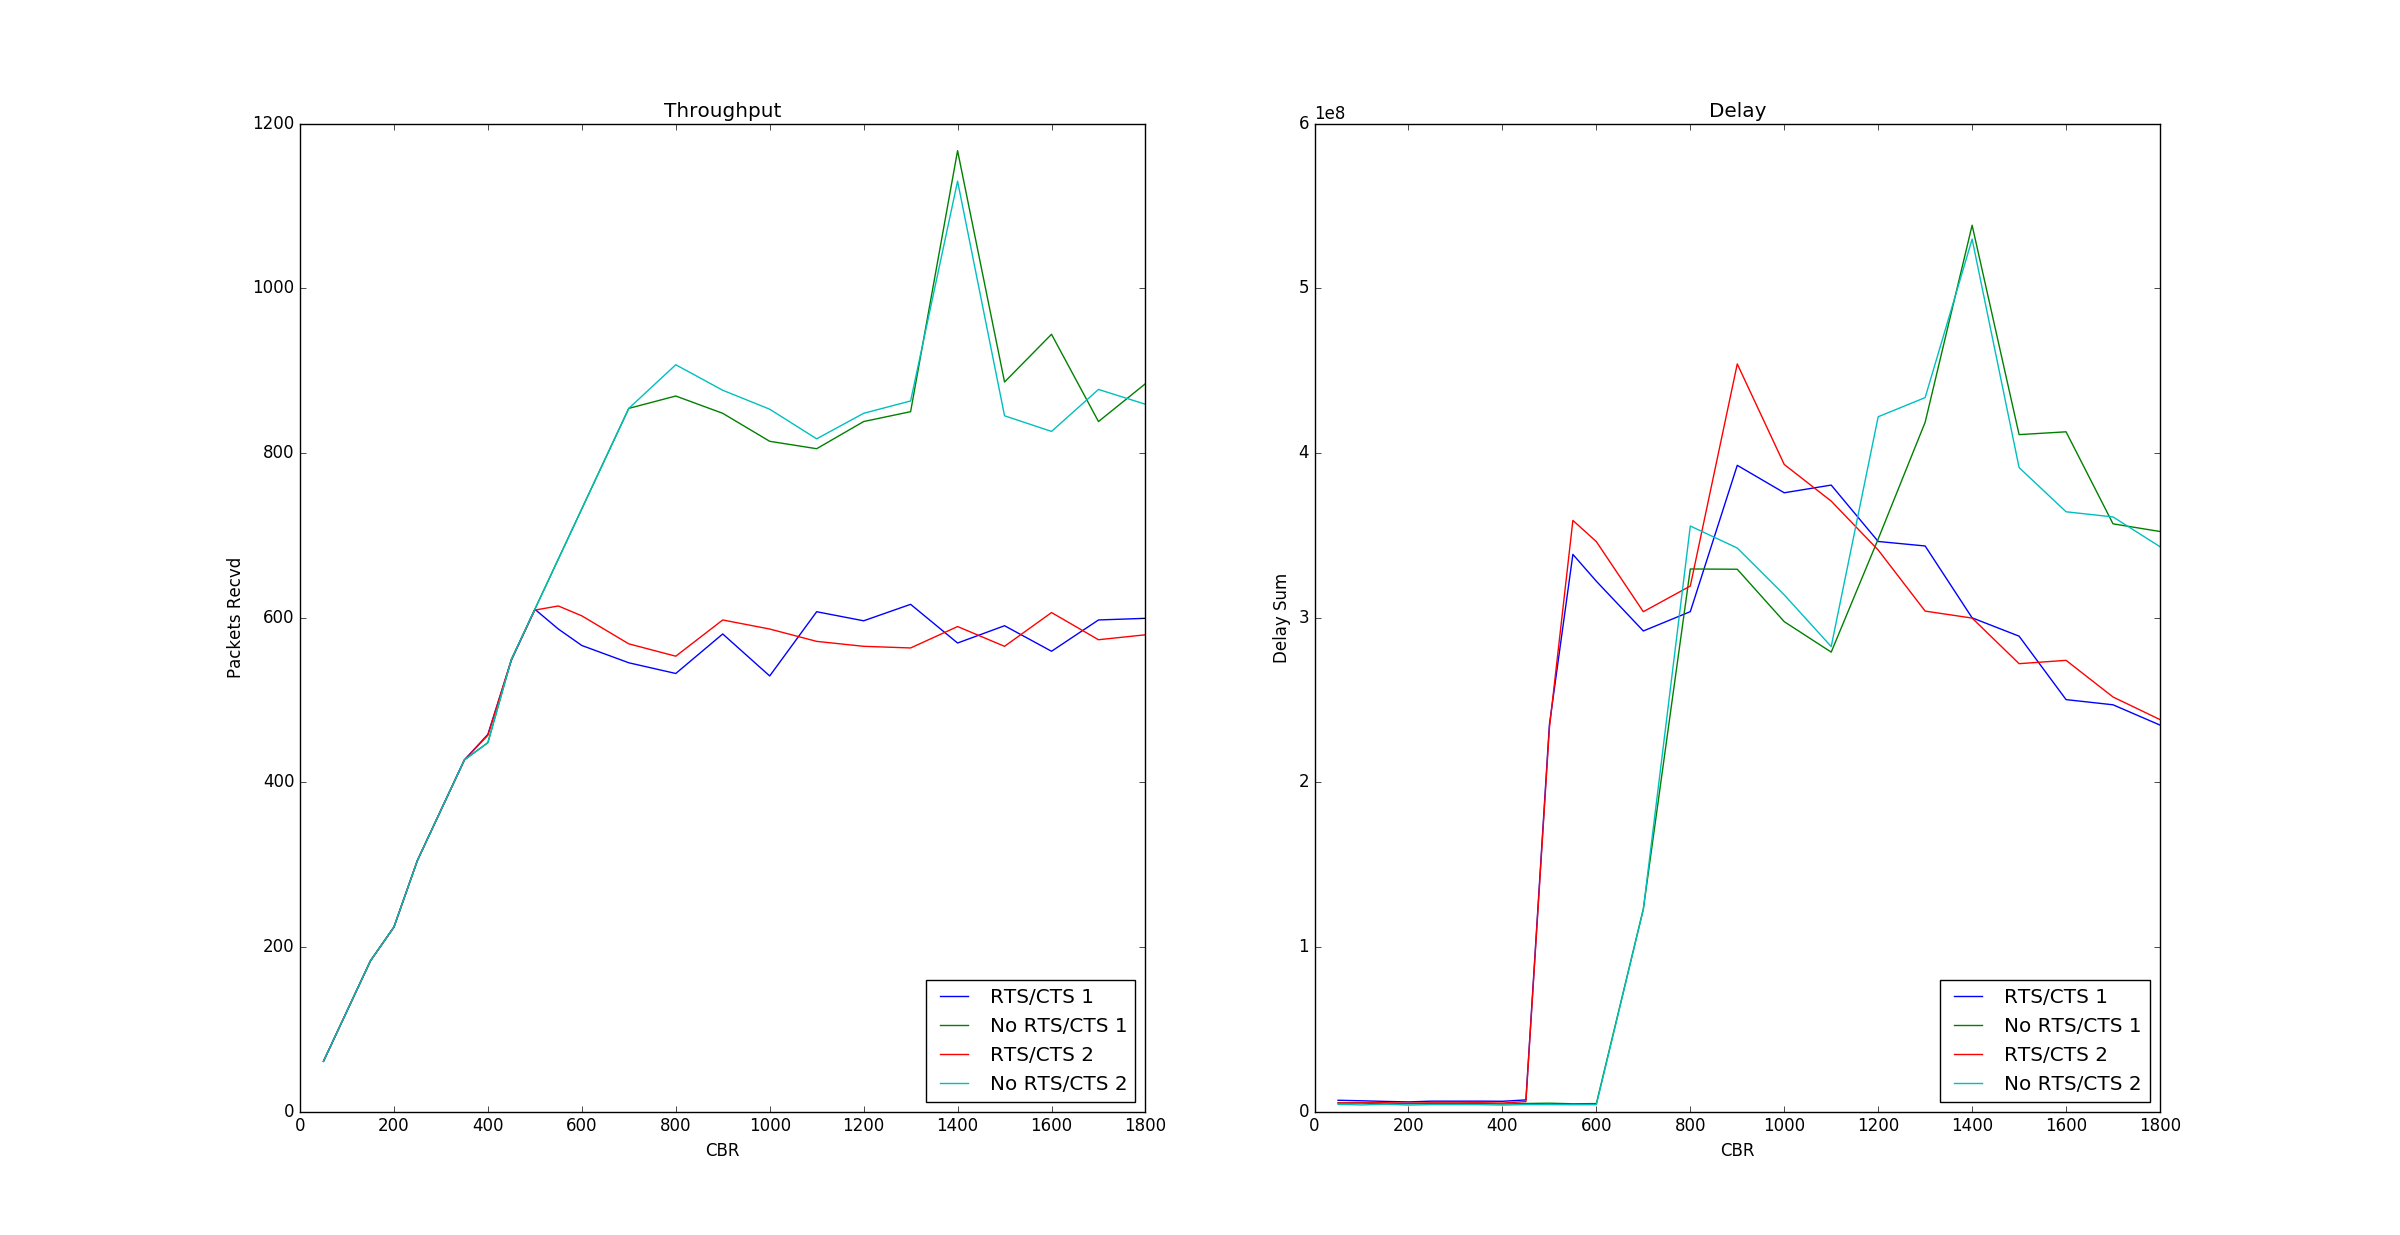 Throughput
1200
1000
800
600
400
200
0
Packets Recvd
0 200 400 600 800 1000 1200 1400 1600 1800
CBR
RTS/CTS 1
No RTS/CTS 1
RTS/CTS 2
No RTS/CTS 2
Delay
1e8
6
5
4
3
2
1
0
Delay Sum
0 200 400 600 800 1000 1200 1400 1600 1800
CBR
RTS/CTS 1
No RTS/CTS 1
RTS/CTS 2
No RTS/CTS 2